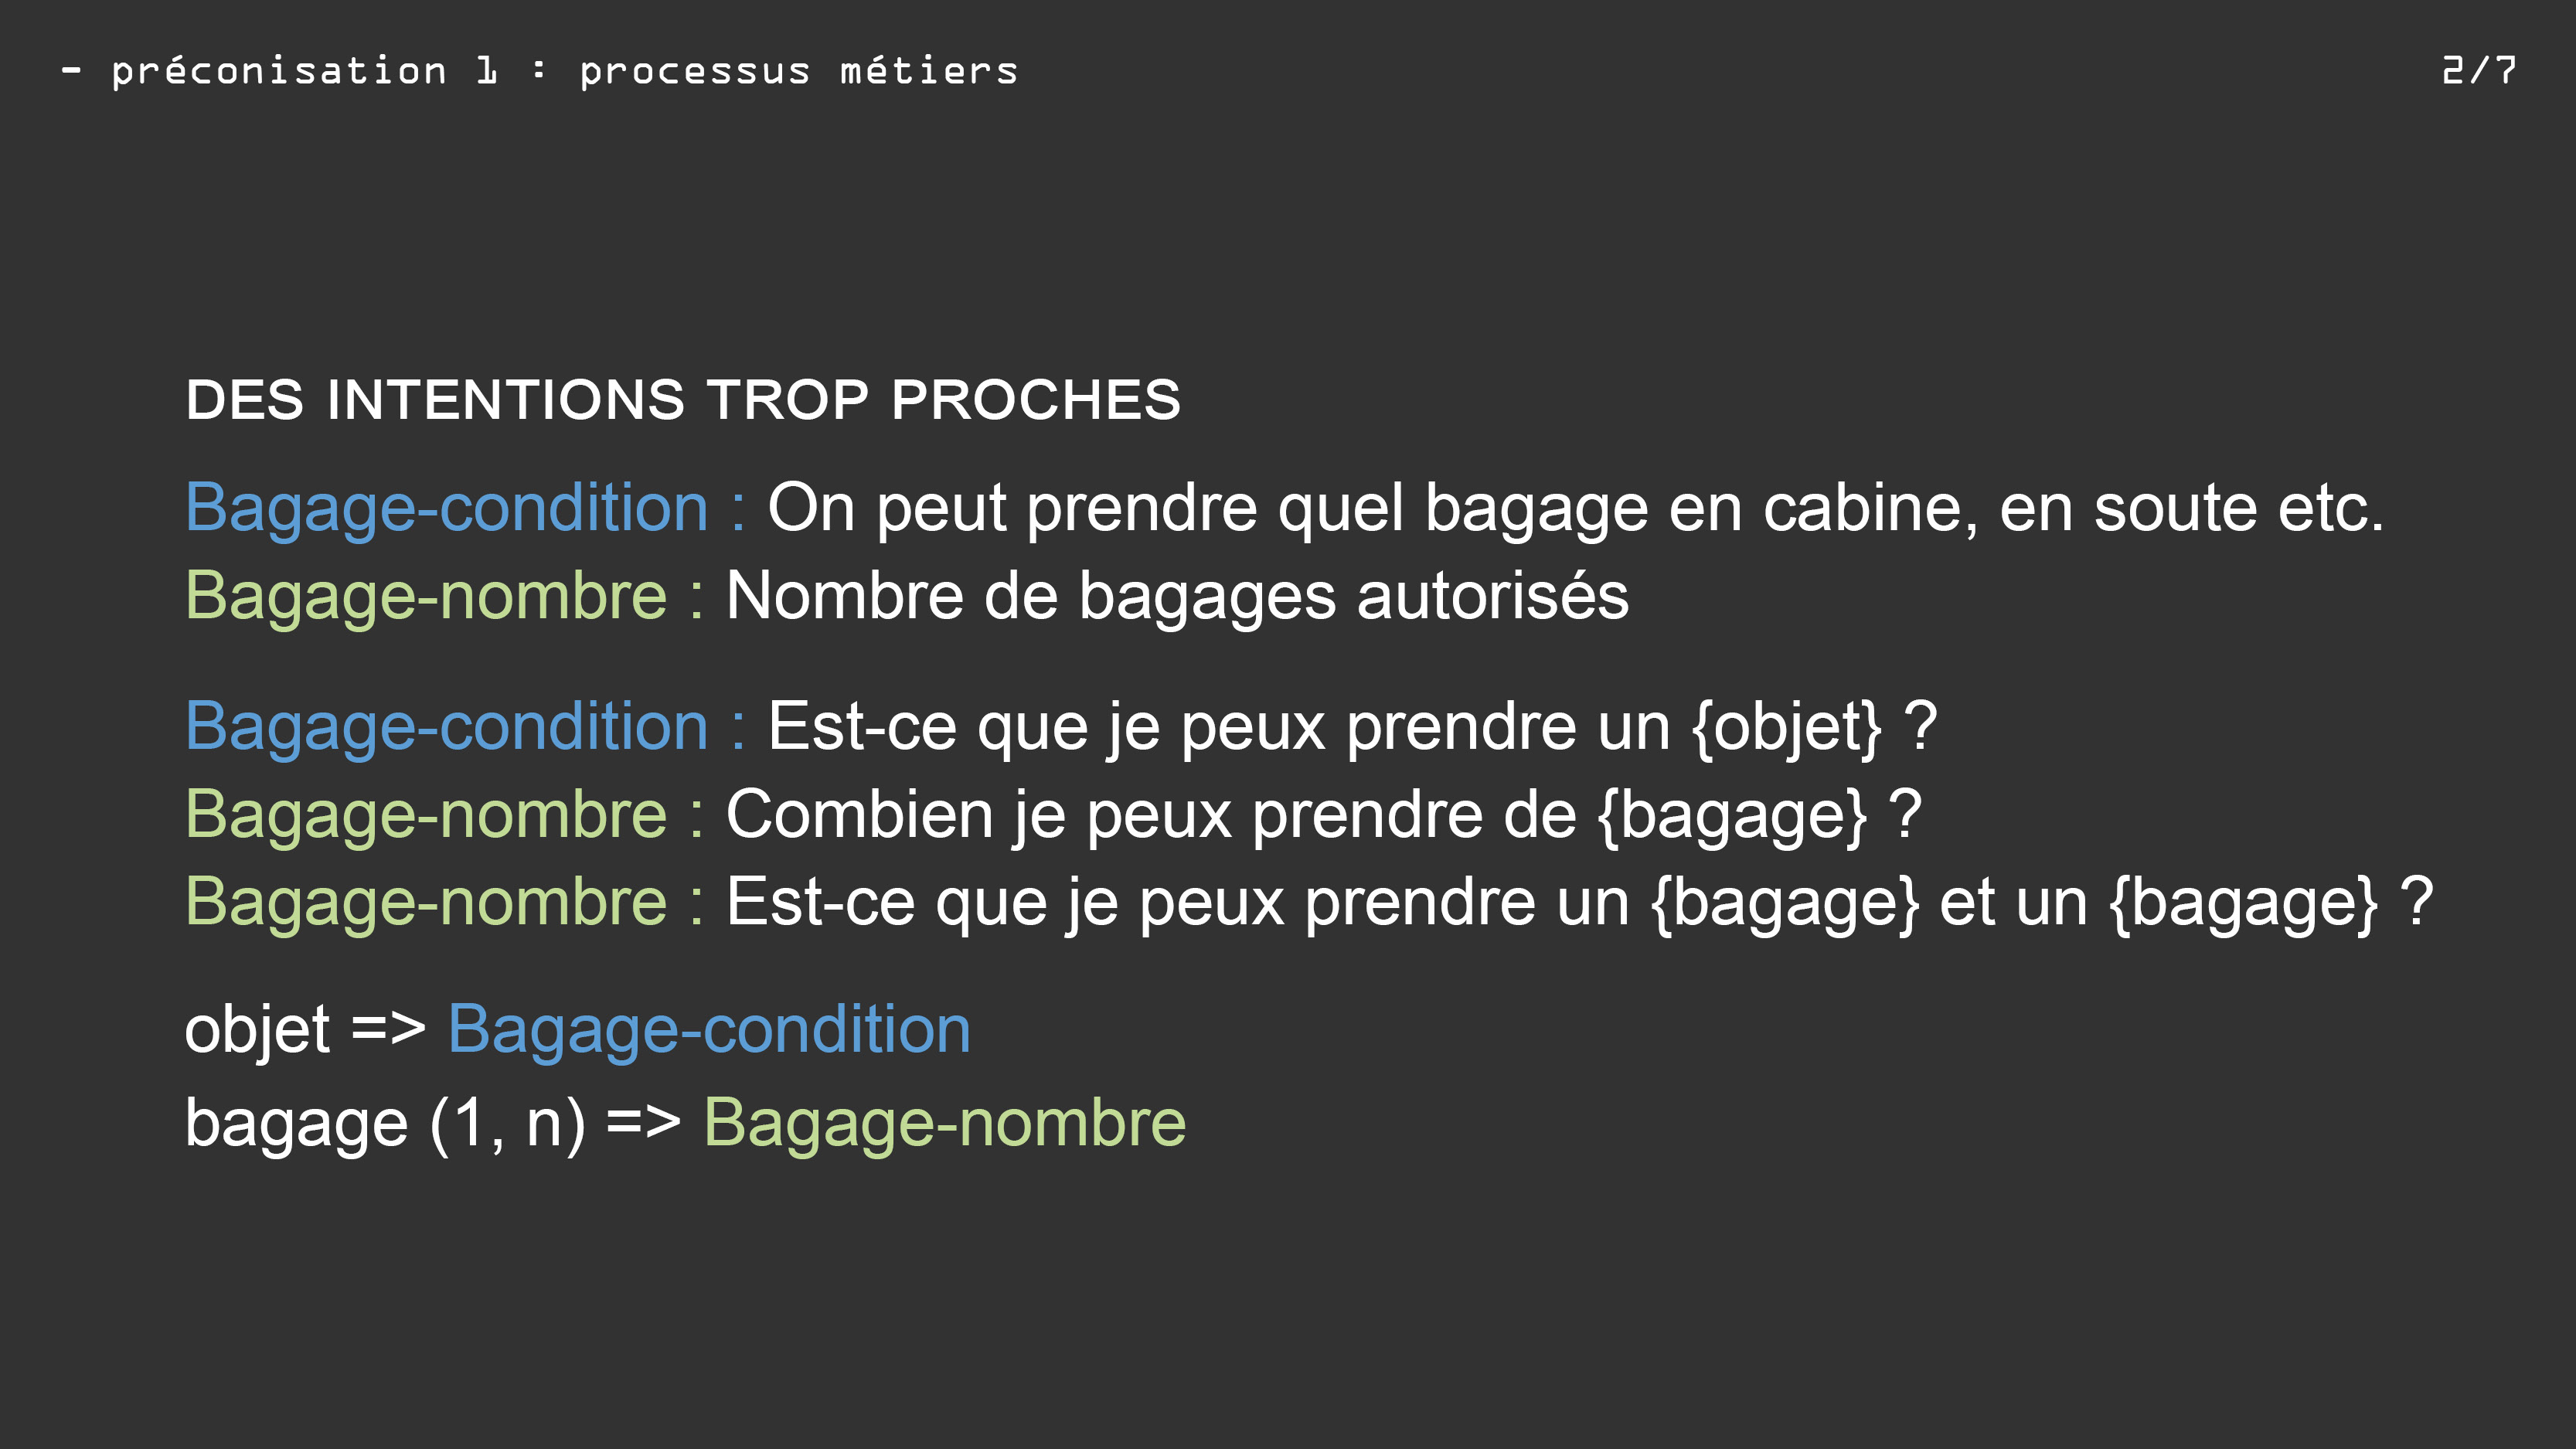 - préconisation 1 : processus métiers
2/7
DES INTENTIONS TROP PROCHES
Bagage-condition : On peut prendre quel bagage en cabine, en soute etc.
Bagage-nombre : Nombre de bagages autorisés
Bagage-condition : Est-ce que je peux prendre un {objet} ?
Bagage-nombre : Combien je peux prendre de {bagage} ?
Bagage-nombre : Est-ce que je peux prendre un {bagage} et un {bagage} ?
objet => Bagage-condition
bagage (1, n) => Bagage-nombre